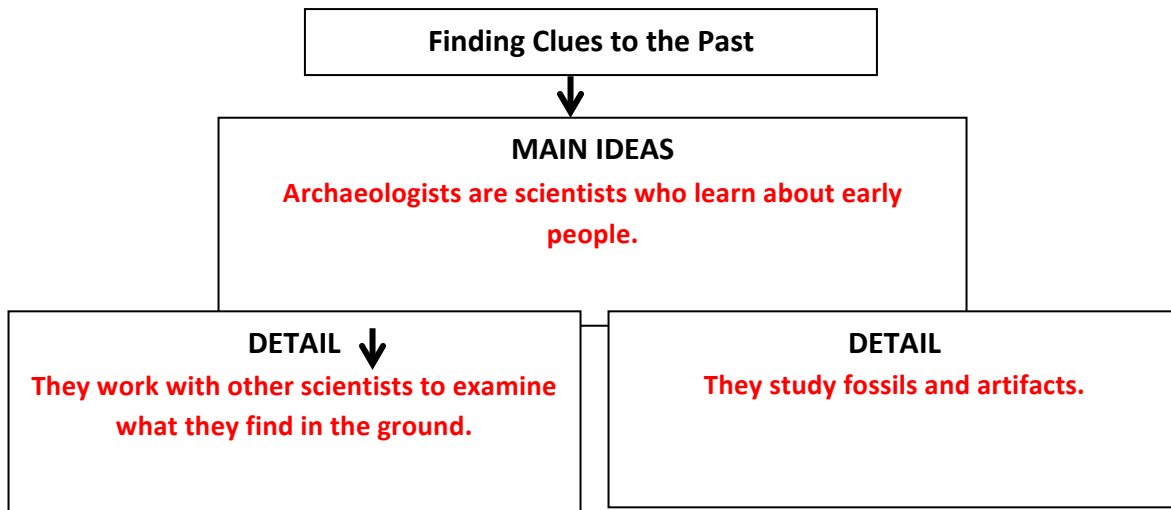 Finding Clues to the Past
MAIN IDEAS
Archaeologists are scientists who learn about early
people.
DETAIL
They work with other scientists to examine
what they find in the ground.
DETAIL
They study fossils and artifacts.